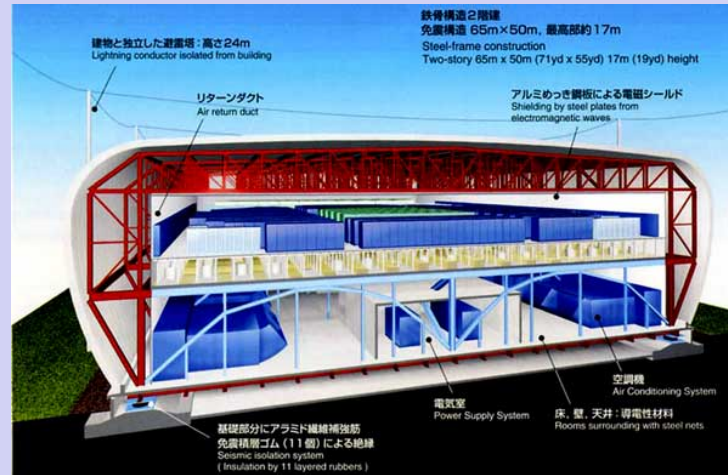 鉄骨構造2階建
免震構造 65m×50m, 最高部約17m
Steel-frame construction
Two-story 65m x 50m (71yd x 55yd) 17m (19yd) height
建物と独立した避雷塔：高さ24m
Lightning conductor isolated from building
リターンダクト
Air return duct
アルミめっき鋼板による電磁シールド
Shielding by steel plates from
electromagnetic waves
空調機
Air Conditioning System
電気室
Power Supply System
床, 壁, 天井：導電性材料
Rooms surrounding with steel nets
基礎部分にアラミド繊維補強筋
免震積層ゴム（11個）による絶縁
Seismic isolation system
( Insulation by 11 layered rubbers )